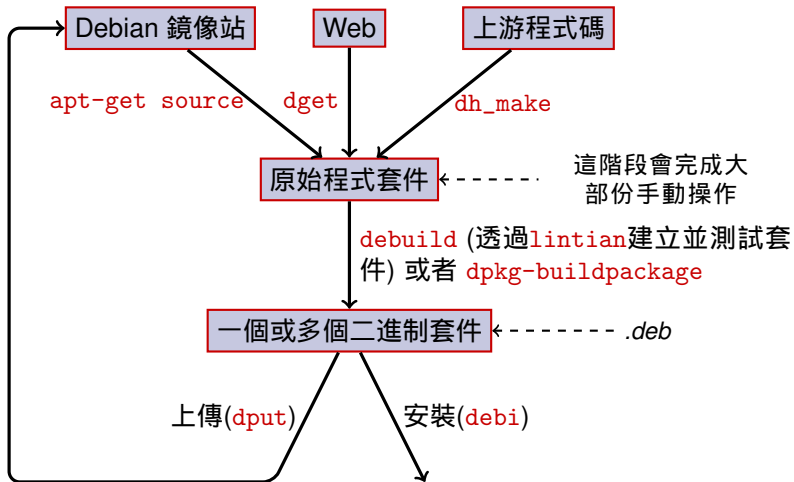 Debian 鏡像站
Web
上游程式碼
apt-get source
dget
dh_make
原始程式套件
這階段會完成大
部份手動操作
debuild (透過lintian建立並測試套
件) 或者 dpkg-buildpackage
一個或多個二進制套件
.deb
上傳(dput)
安裝(debi)